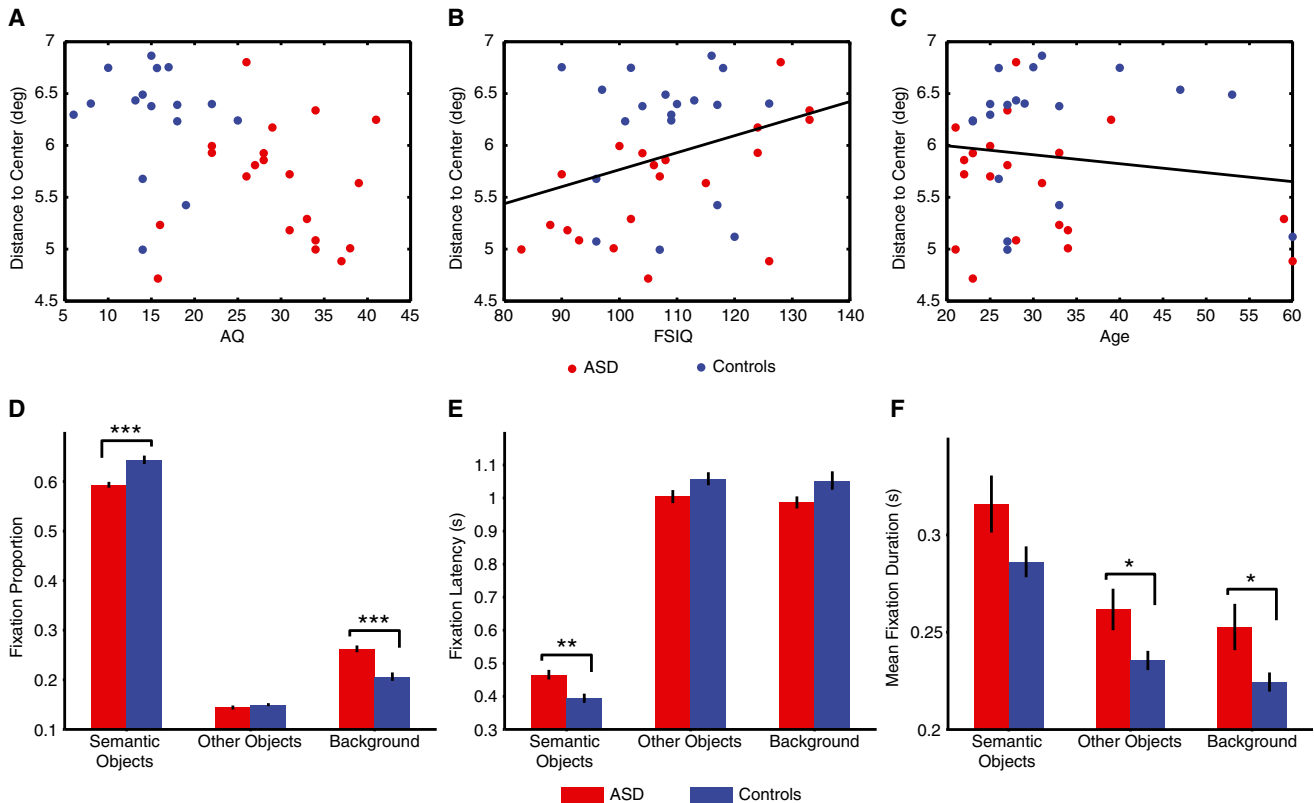 A
B
C
Distance to Center (deg)
7
6.5
6
5.5
5
4.5
5 10 15 20 25 30 35 40 45
AQ
Distance to Center (deg)
7
6.5
6
5.5
5
4.5
80 90 100 110 120 130 140
FSIQ
Distance to Center (deg)
7
6.5
6
5.5
5
4.5
20 25 30 35 40 45 50 55 60
Age
ASD Controls
D
E
F
Fixation Proportion
0.6
0.5
0.4
0.3
0.2
0.1
***
***
Semantic Objects
Other Objects
Background
Fixation Latency (s)
1.1
1
0.9
0.8
0.7
0.6
0.5
0.4
0.3
**
Semantic Objects
Other Objects
Background
Mean Fixation Duration (s)
0.3
0.25
0.2
*
*
Semantic Objects
Other Objects
Background
ASD Controls